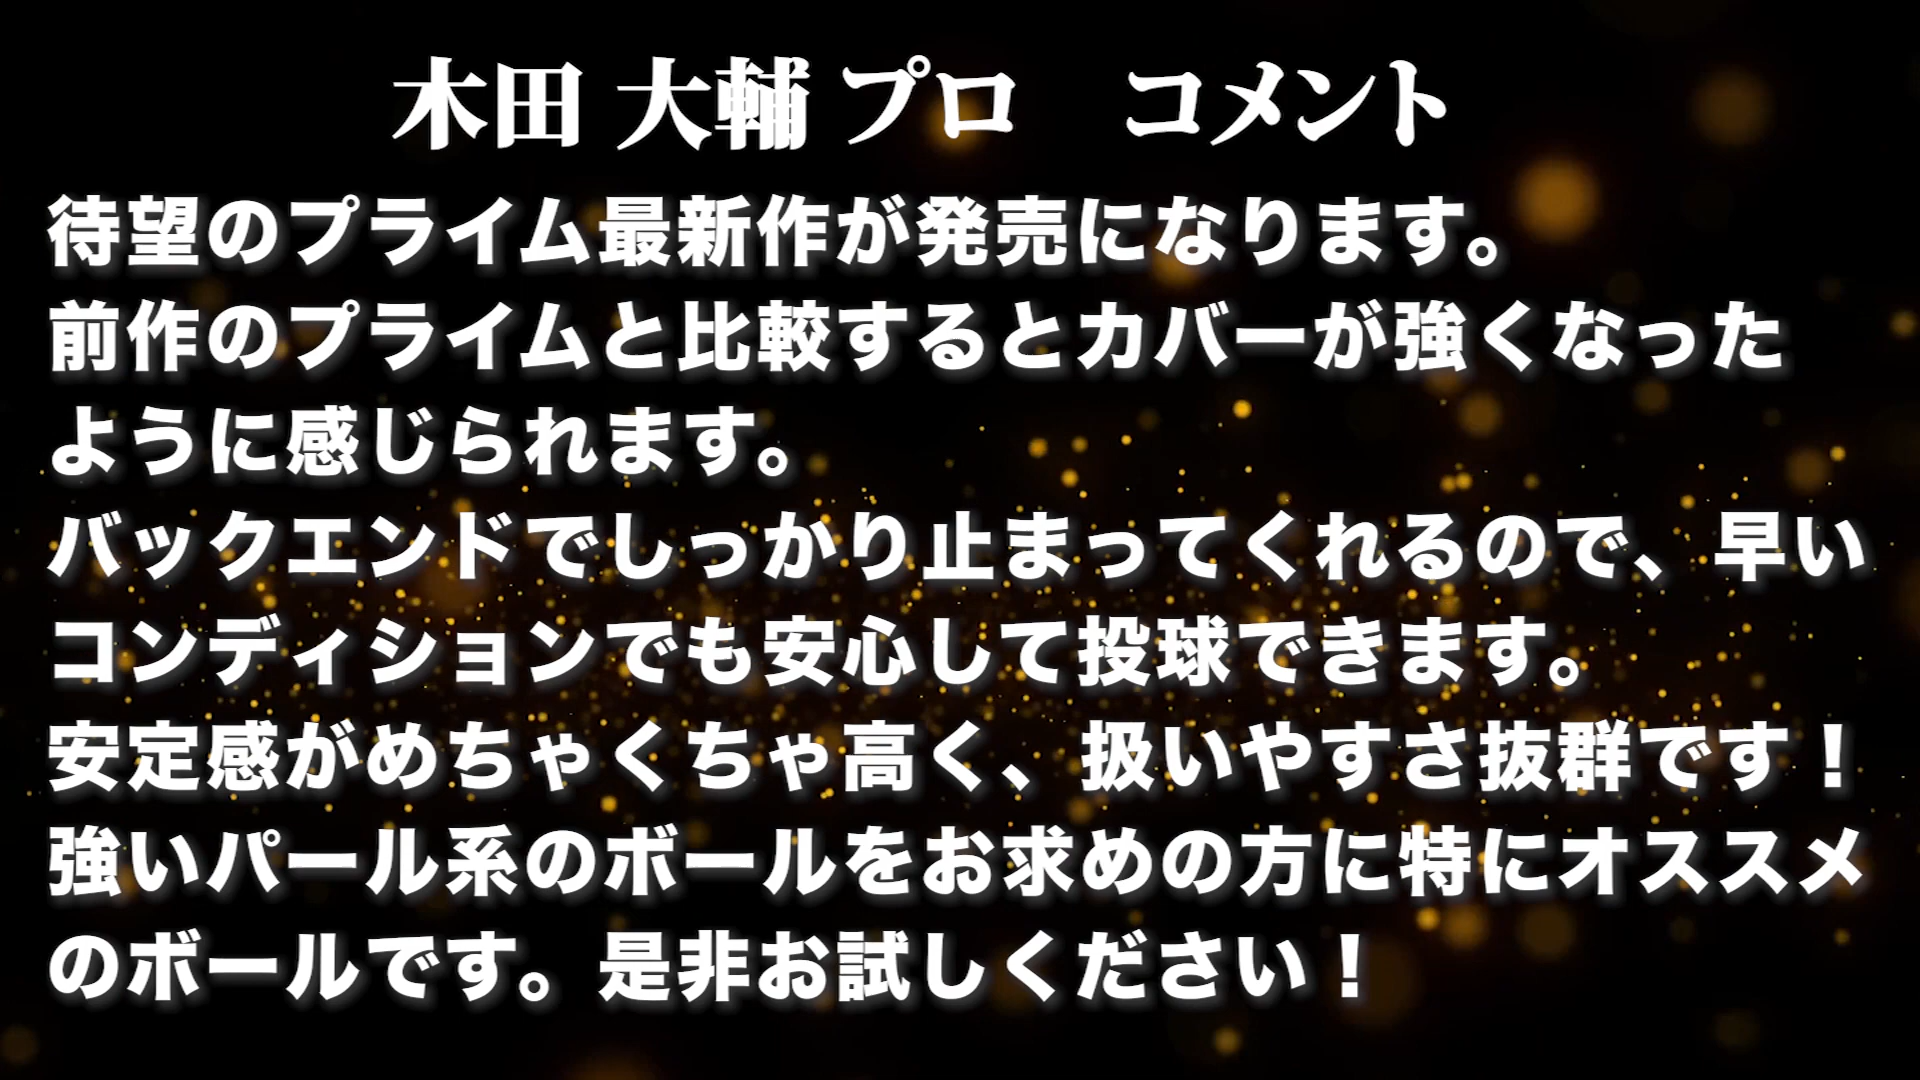 木田 大輔 プロ　コメント
待望のプライム最新作が発売になります。
前作のプライムと比較するとカバーが強くなった
ように感じられます。
バックエンドでしっかり止まってくれるので、早い
コンディションでも安心して投球できます。
安定感がめちゃくちゃ高く、扱いやすさ抜群です！
強いパール系のボールをお求めの方に特にオススメ
のボールです。是非お試しください！